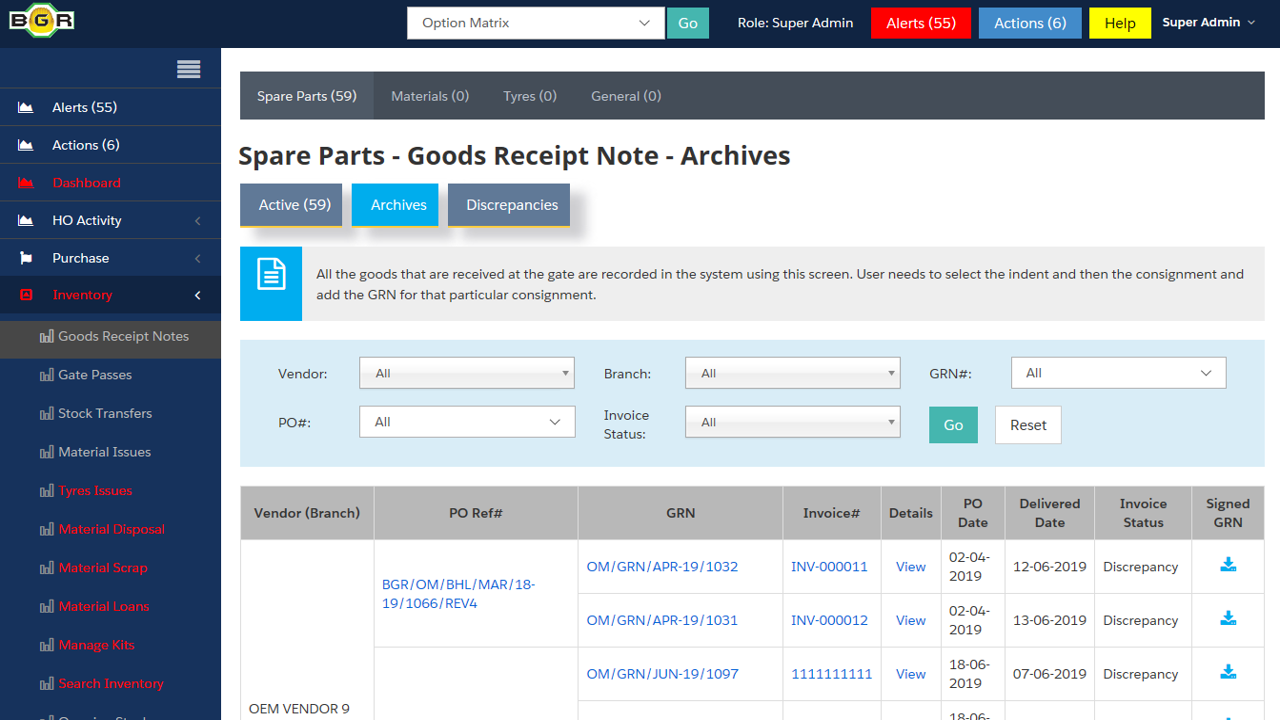 BGR
Option Matrix
Go
Role: Super Admin
Alerts (55)
Actions (6)
Help
Super Admin
Alerts (55)
Actions (6)
Dashboard
HO Activity
Purchase
Inventory
Goods Receipt Notes
Gate Passes
Stock Transfers
Material Issues
Tyres Issues
Material Disposal
Material Scrap
Material Loans
Manage Kits
Search Inventory
Spare Parts (59)
Materials (0)
Tyres (0)
General (0)
Spare Parts - Goods Receipt Note - Archives
Active (59)
Archives
Discrepancies
All the goods that are received at the gate are recorded in the system using this screen. User needs to select the indent and then the consignment and
add the GRN for that particular consignment.
Vendor:
All
Branch:
All
GRN#:
All
PO#:
All
Invoice
Status:
All
Go
Reset
Vendor (Branch)
PO Ref#
GRN
Invoice#
Details
PO
Date
Delivered
Date
Invoice
Status
Signed
GRN
OEM VENDOR 9
BGR/OM/BHL/MAR/18-
19/1066/REV4
OM/GRN/APR-19/1032
INV-000011
View
02-04-
2019
12-06-2019
Discrepancy
OM/GRN/APR-19/1031
INV-000012
View
02-04-
2019
13-06-2019
Discrepancy
OM/GRN/JUN-19/1097
1111111111
View
18-06-
2019
07-06-2019
Discrepancy
18-06-